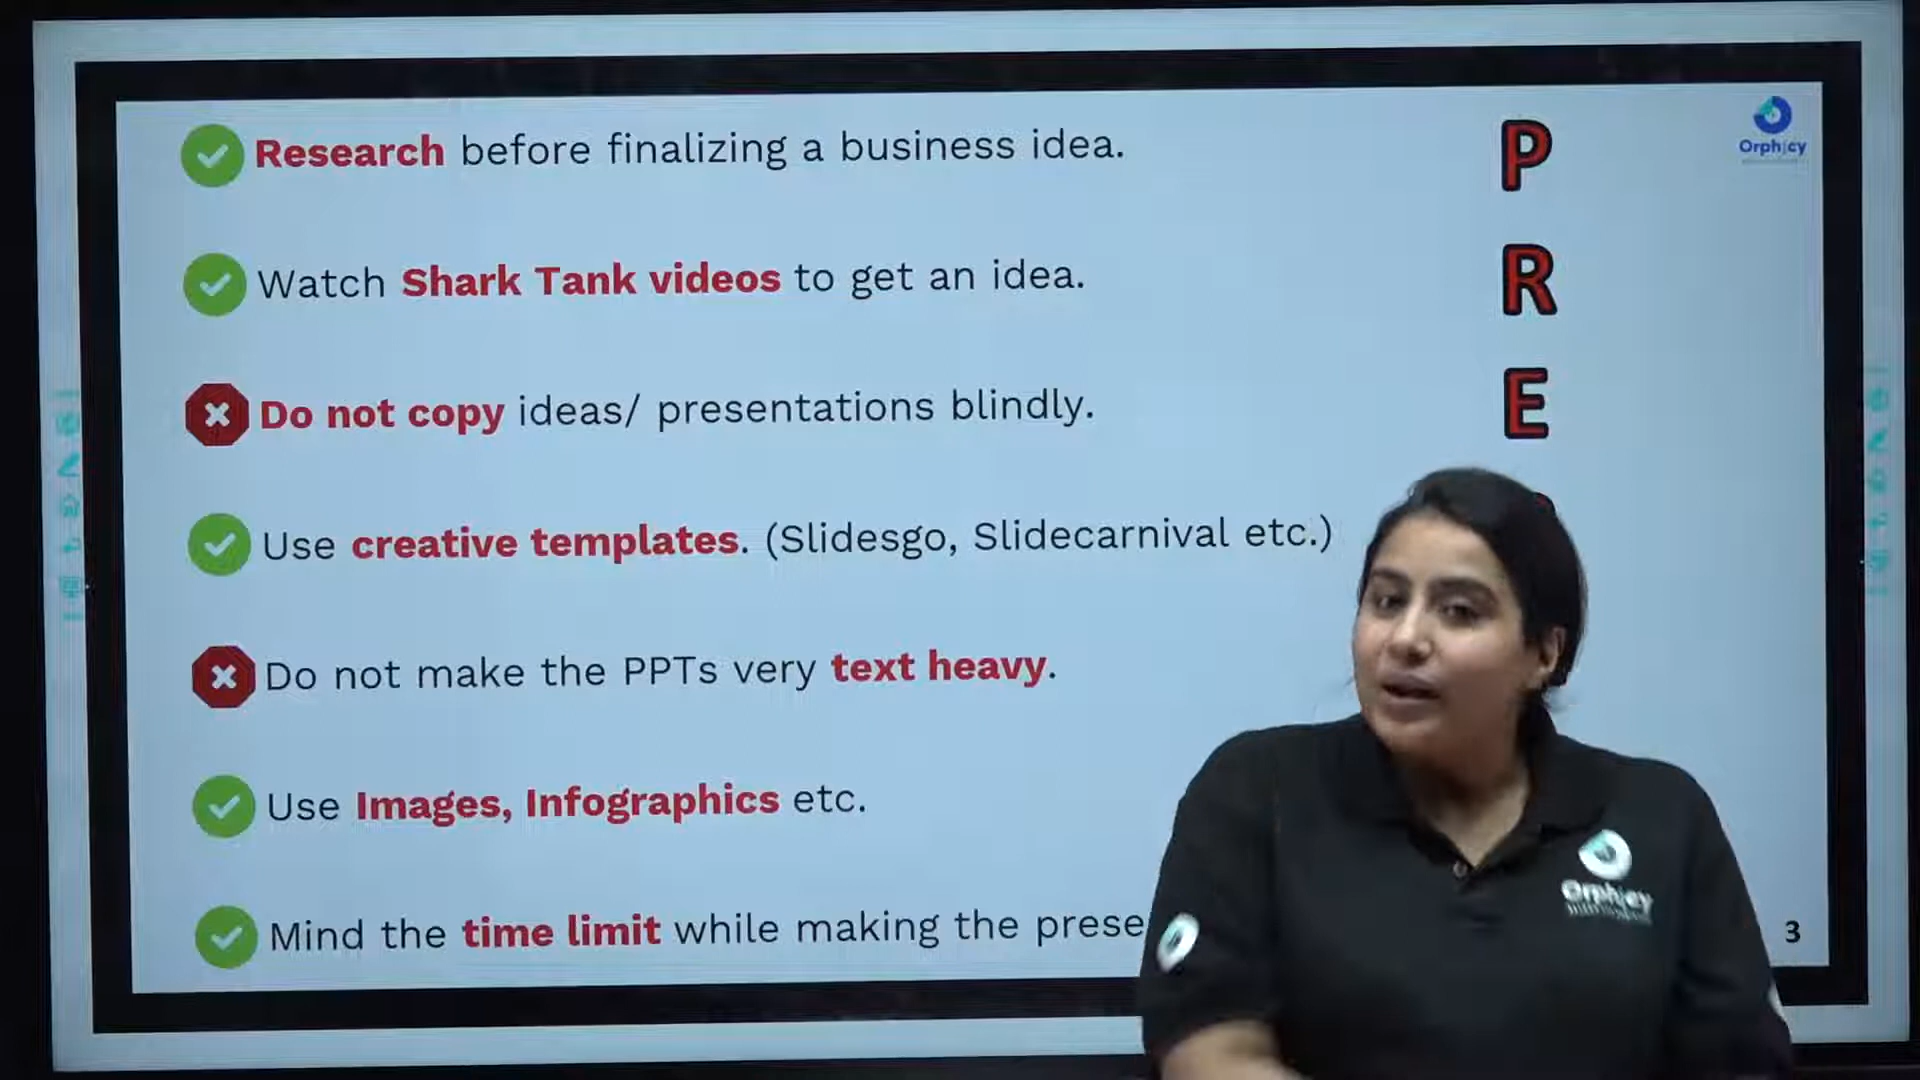 Research before finalizing a business idea.
Watch Shark Tank videos to get an idea.
Do not copy ideas/ presentations blindly.
Use creative templates. (Slidesgo, Slidecarnival etc.)
Do not make the PPTs very text heavy.
Use Images, Infographics etc.
Mind the time limit while making the prese
P
R
E
Orphicy
Orphicy
3